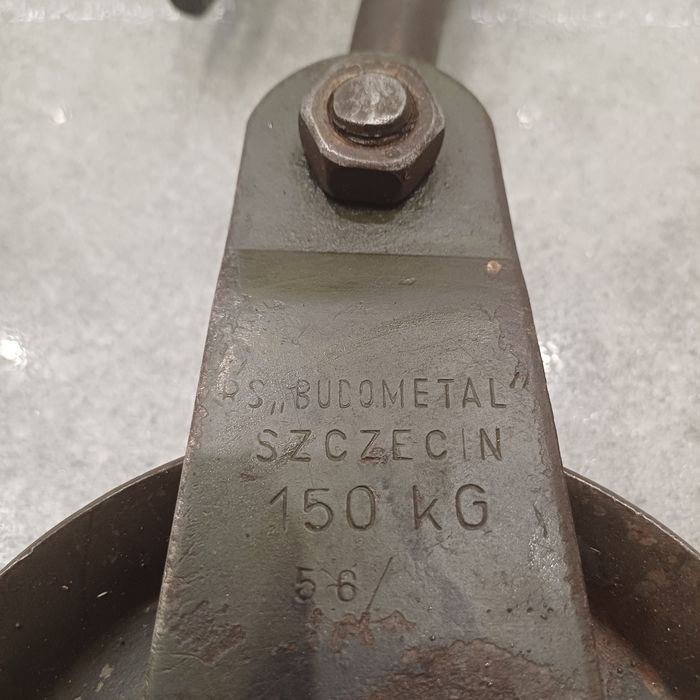 RS „BUDOMETAL”
SZCZECIN
150 kG
56/